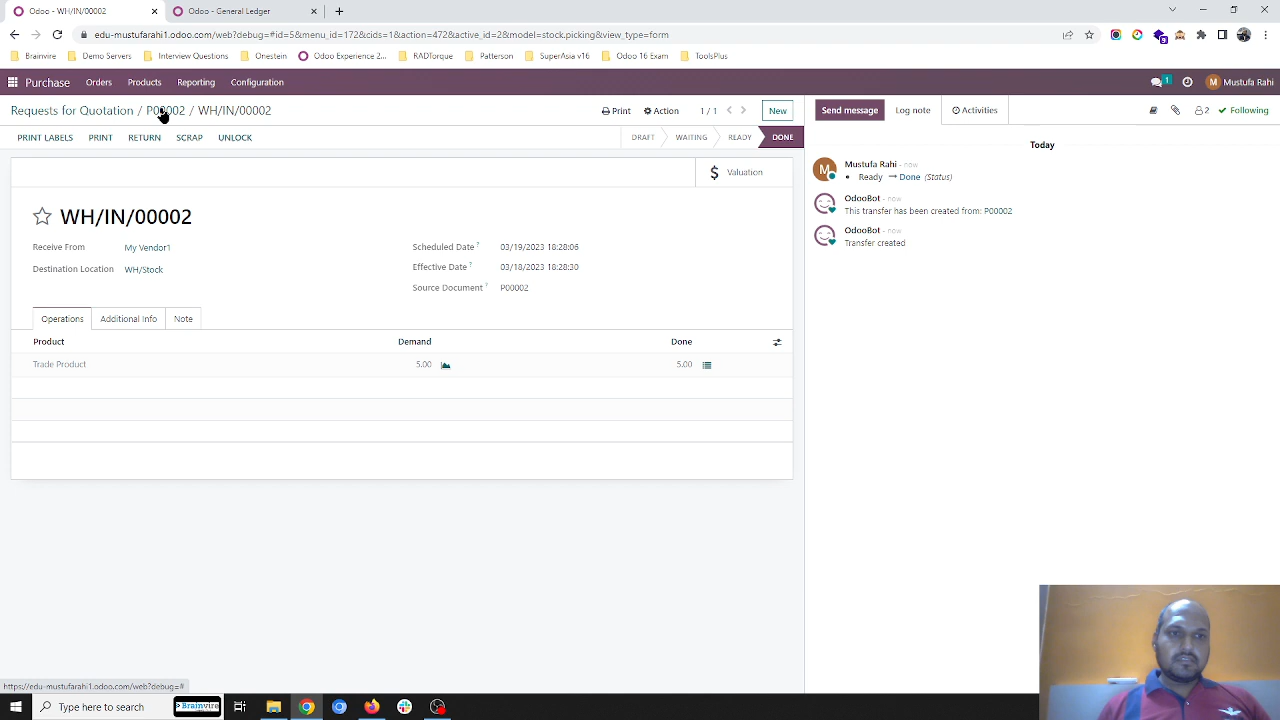 Odoo - WH/IN/00002
Odoo - General Ledger
edu-mustufarahi1.odoo.com/web?debug=#id=5&menu_id=172&cids=1&action=472&active_id=2&model=stock.picking&view_type=form
Brainvire
Demo Servers
Interview Questions
Onestein
Odoo Experience 2...
RADforque
Patterson
SuperAsia v16
Odoo 16 Exam
ToolsPlus
Purchase
Orders
Products
Reporting
Configuration
1
Mustufa Rahi
Requests for Quotation / P00002 / WH/IN/00002
Print
Action
1 / 1
New
Send message
Log note
Activities
2
Following
PRINT LABELS
PRINT
RETURN
SCRAP
UNLOCK
DRAFT
WAITING
READY
DONE
Today
Valuation
Mustufa Rahi - now
Ready → Done (Status)
OdooBot - now
This transfer has been created from: P00002
OdooBot - now
Transfer created
WH/IN/00002
Receive From
My Vendor1
Destination Location
WH/Stock
Scheduled Date ?
03/19/2023 18:28:06
Effective Date ?
03/18/2023 18:28:30
Source Document ?
P00002
Operations
Additional Info
Note
Product
Demand
Done
Trade Product
5.00
5.00
https://edu-mustufarahi1.odoo.com/web?debug=#
Type here to search
Brainvire